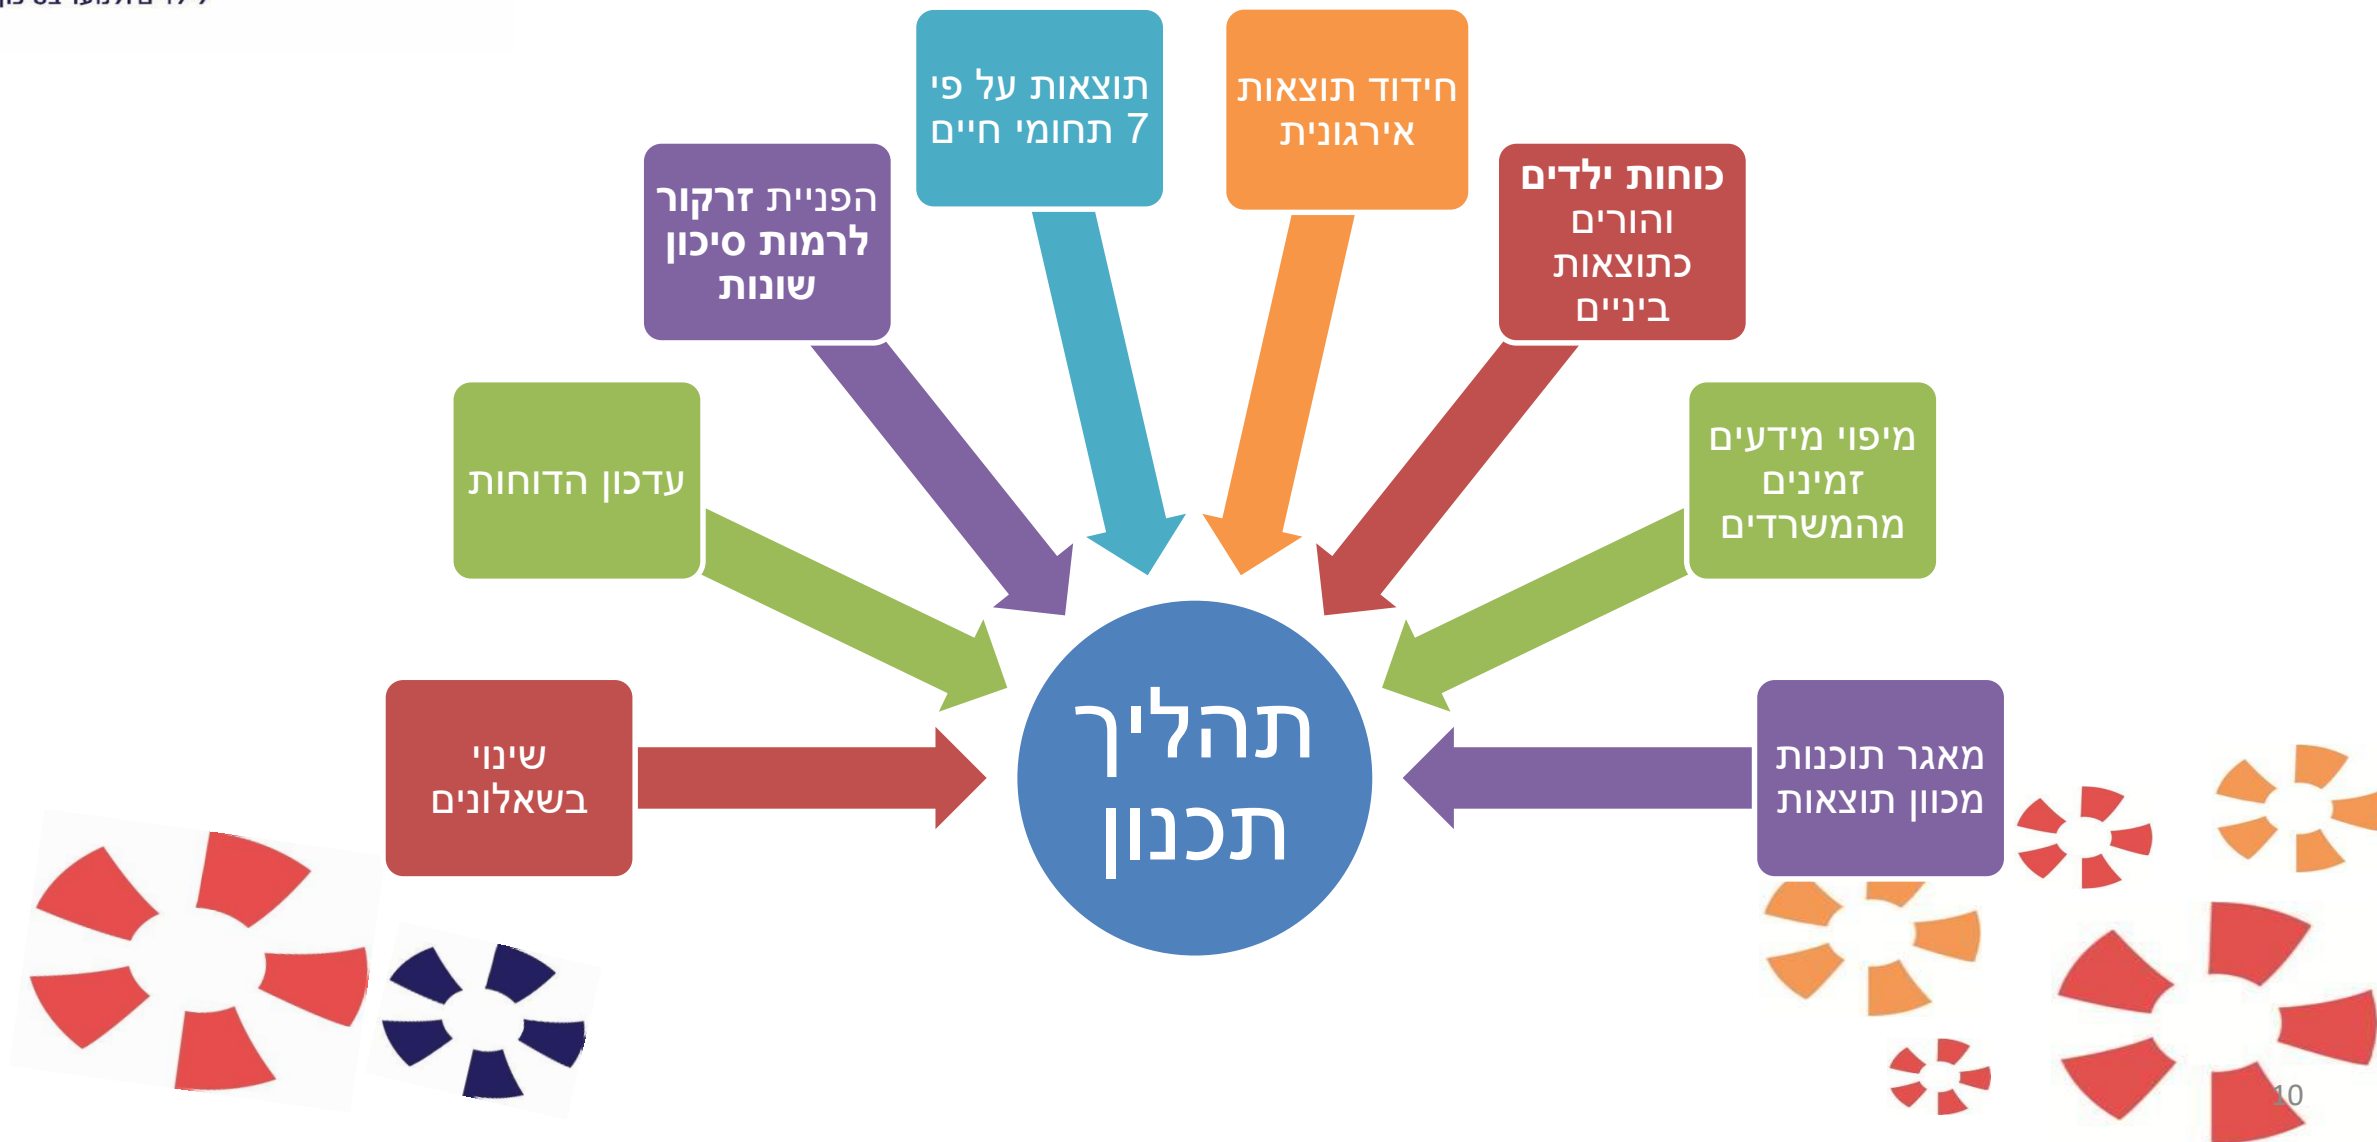 תוצאות על פי
7 תחומי חיים
חידוד תוצאות
אירגונית
הפניית זרקור
לרמות סיכון
שונות
כוחות ילדים
והורים
כתוצאות
ביניים
עדכון הדוחות
מיפוי מידעים
זמינים
מהמשרדים
שינוי
בשאלונים
תהליך
תכנון
מאגר תוכנות
מכוון תוצאות
10